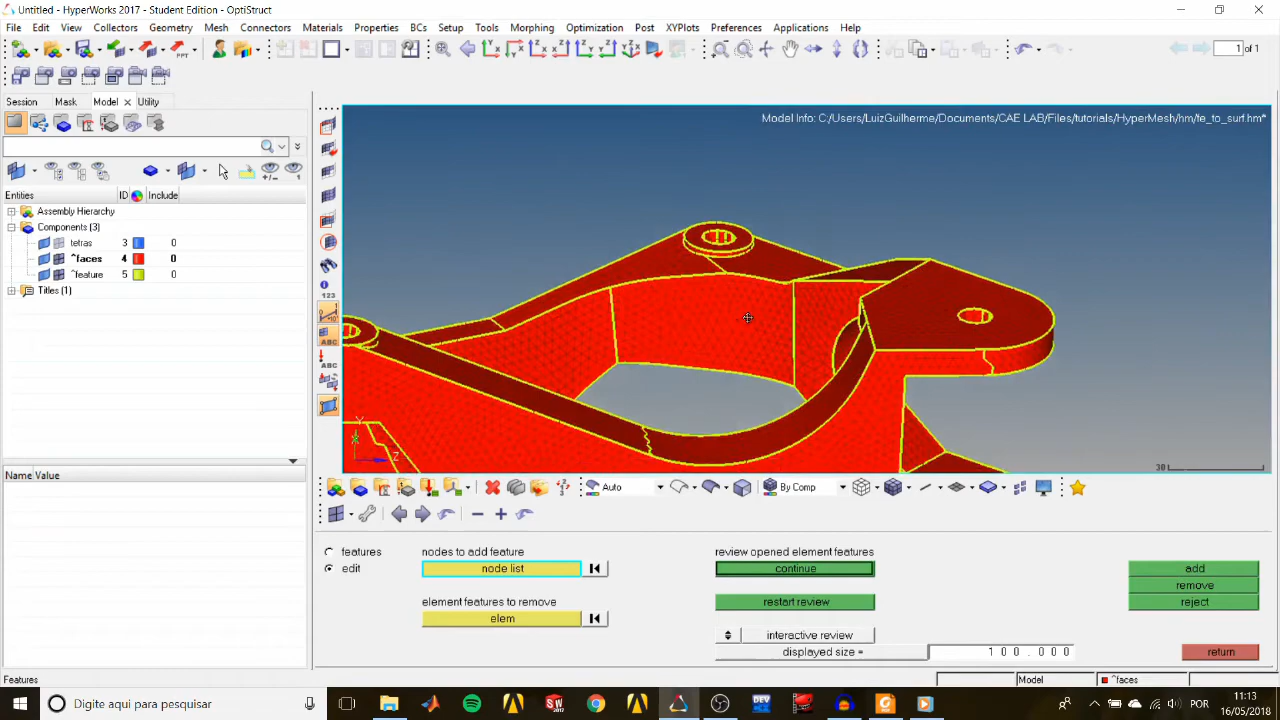 Untitled - HyperWorks 2017 - Student Edition - OptiStruct
File Edit View Collectors Geometry Mesh Connectors Materials Properties BCs Setup Tools Morphing Optimization Post XYPlots Preferences Applications Help
1 of 1
Session Mask Model Utility
Model Info: C:/Users/LuizGuilherme/Documents/CAE LAB/Files/tutorials/HyperMesh/hm/fe_to_surf.hm*
Entities ID Include
Assembly Hierarchy
Components (3)
tetras 3 0
^faces 4 0
^feature 5 0
Titles (1)
123
ABC
ABC
Y
Z
30
Name Value
Auto By Comp
features nodes to add feature review opened element features
edit node list continue add
remove
element features to remove restart review reject
elem
interactive review
displayed size = 100.000 return
Features Model ^faces
Digite aqui para pesquisar
POR
11:13
16/05/2018